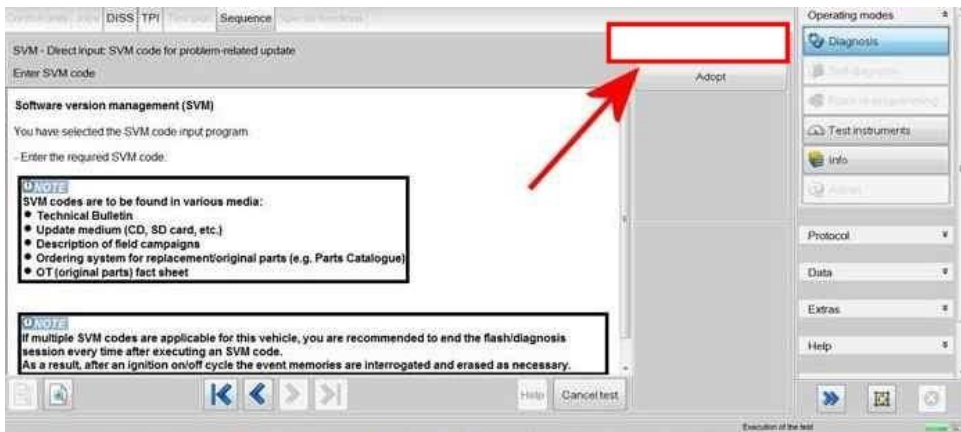 DISS
TPI
Sequence
Operating modes
SVM - Direct input: SVM code for problem-related update
Diagnosis
Enter SVM code
Adopt
Software version management (SVM)
You have selected the SVM code input program
- Enter the required SVM code.
Test instruments
Info
NOTE
SVM codes are to be found in various media:
• Technical Bulletin
• Update medium (CD, SD card, etc.)
• Description of field campaigns
• Ordering system for replacement/original parts (e.g. Parts Catalogue)
• OT (original parts) fact sheet
Protocol
Data
Extras
Help
NOTE
If multiple SVM codes are applicable for this vehicle, you are recommended to end the flash/diagnosis
session every time after executing an SVM code.
As a result, after an ignition on/off cycle the event memories are interrogated and erased as necessary.
Help
Cancel test
Execution of the test